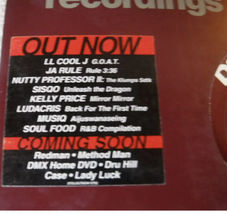 recordings
OUT NOW
LL COOL J G.O.A.T.
JA RULE Rule 3:36
NUTTY PROFESSOR II: The Klumps Soth
SISQO Unleash the Dragon
KELLY PRICE Mirror Mirror
LUDACRIS Back For The First Time
MUSIQ Aijuswanaseing
SOUL FOOD R&B Compilation
COMING SOON
Redman • Method Man
DMX Home DVD • Dru Hill
Case • Lady Luck